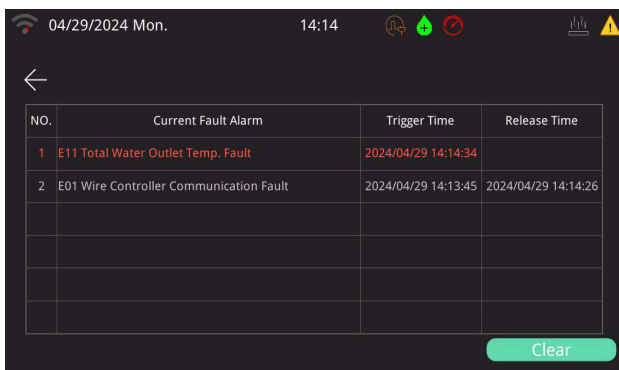 04/29/2024 Mon. 14:14
NO. Current Fault Alarm Trigger Time Release Time
1 E11 Total Water Outlet Temp. Fault 2024/04/29 14:14:34
2 E01 Wire Controller Communication Fault 2024/04/29 14:13:45 2024/04/29 14:14:26
Clear